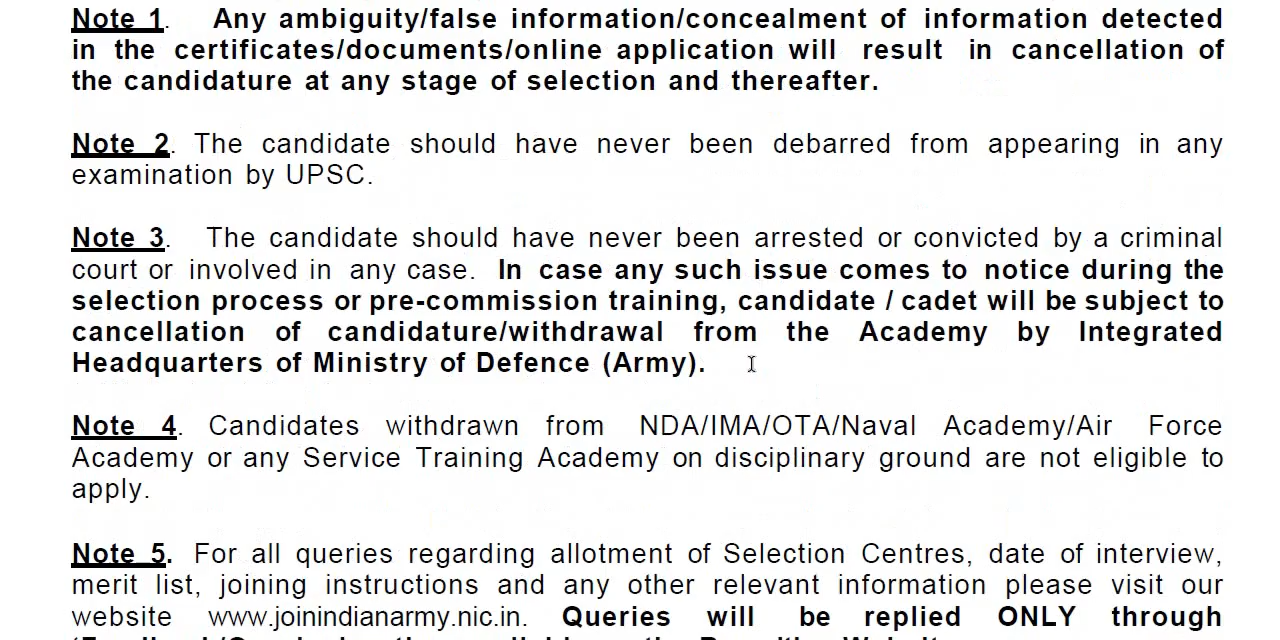 Note 1. Any ambiguity/false information/concealment of information detected
in the certificates/documents/online application will result in cancellation of
the candidature at any stage of selection and thereafter.
Note 2. The candidate should have never been debarred from appearing in any
examination by UPSC.
Note 3. The candidate should have never been arrested or convicted by a criminal
court or involved in any case. In case any such issue comes to notice during the
selection process or pre-commission training, candidate / cadet will be subject to
cancellation of candidature/withdrawal from the Academy by Integrated
Headquarters of Ministry of Defence (Army).
Note 4. Candidates withdrawn from NDA/IMA/OTA/Naval Academy/Air Force
Academy or any Service Training Academy on disciplinary ground are not eligible to
apply.
Note 5. For all queries regarding allotment of Selection Centres, date of interview,
merit list, joining instructions and any other relevant information please visit our
website www.joinindianarmy.nic.in. Queries will be replied ONLY through